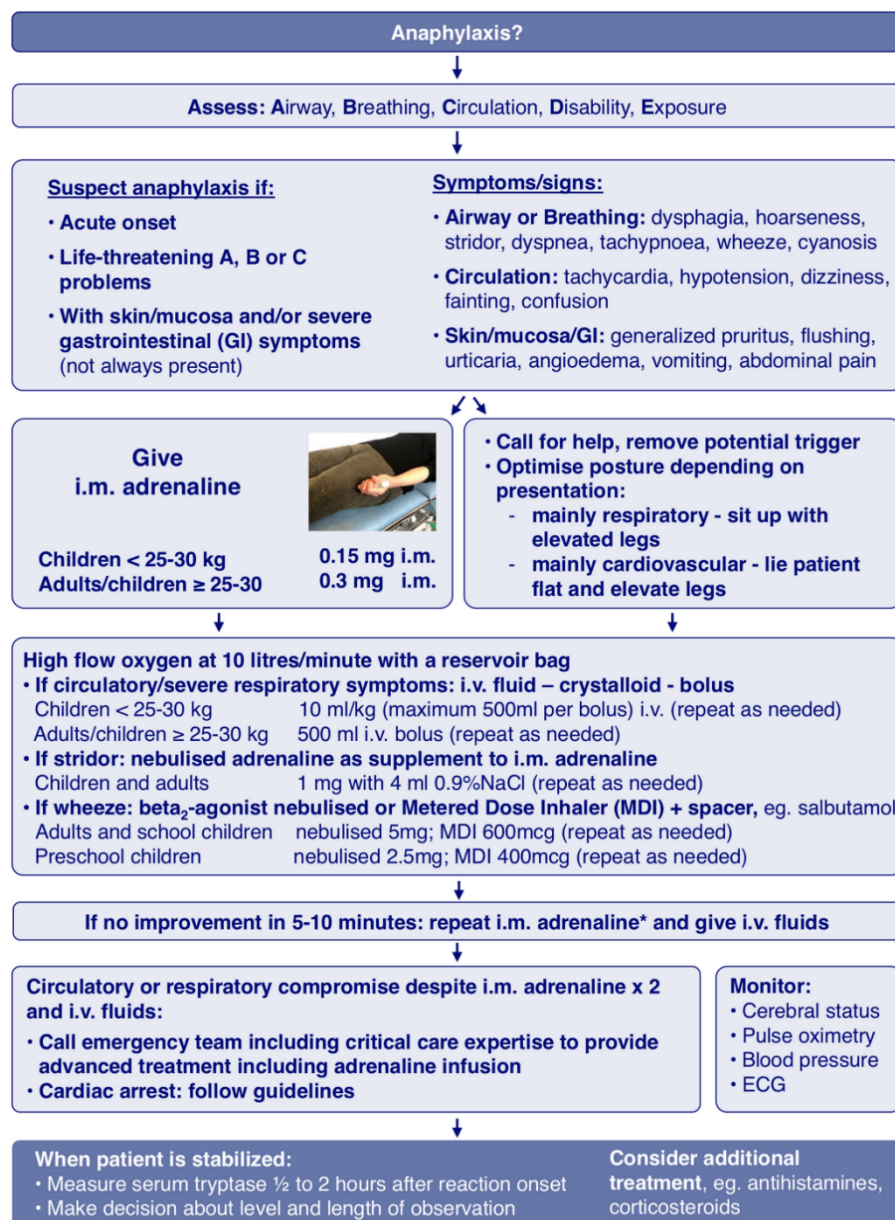 Anaphylaxis?
Assess: Airway, Breathing, Circulation, Disability, Exposure
Suspect anaphylaxis if:
• Acute onset
• Life-threatening A, B or C
problems
• With skin/mucosa and/or severe
gastrointestinal (GI) symptoms
(not always present)
Symptoms/signs:
• Airway or Breathing: dysphagia, hoarseness,
stridor, dyspnea, tachypnoea, wheeze, cyanosis
• Circulation: tachycardia, hypotension, dizziness,
fainting, confusion
• Skin/mucosa/GI: generalized pruritus, flushing,
urticaria, angioedema, vomiting, abdominal pain
Give
i.m. adrenaline
Children < 25-30 kg 0.15 mg i.m.
Adults/children ≥ 25-30 0.3 mg i.m.
• Call for help, remove potential trigger
• Optimise posture depending on
presentation:
- mainly respiratory - sit up with
elevated legs
- mainly cardiovascular - lie patient
flat and elevate legs
High flow oxygen at 10 litres/minute with a reservoir bag
• If circulatory/severe respiratory symptoms: i.v. fluid – crystalloid - bolus
Children < 25-30 kg 10 ml/kg (maximum 500ml per bolus) i.v. (repeat as needed)
Adults/children ≥ 25-30 kg 500 ml i.v. bolus (repeat as needed)
• If stridor: nebulised adrenaline as supplement to i.m. adrenaline
Children and adults 1 mg with 4 ml 0.9%NaCl (repeat as needed)
• If wheeze: beta₂-agonist nebulised or Metered Dose Inhaler (MDI) + spacer, eg. salbutamol
Adults and school children nebulised 5mg; MDI 600mcg (repeat as needed)
Preschool children nebulised 2.5mg; MDI 400mcg (repeat as needed)
If no improvement in 5-10 minutes: repeat i.m. adrenaline* and give i.v. fluids
Circulatory or respiratory compromise despite i.m. adrenaline x 2
and i.v. fluids:
• Call emergency team including critical care expertise to provide
advanced treatment including adrenaline infusion
• Cardiac arrest: follow guidelines
Monitor:
• Cerebral status
• Pulse oximetry
• Blood pressure
• ECG
When patient is stabilized:
• Measure serum tryptase ½ to 2 hours after reaction onset
• Make decision about level and length of observation
Consider additional
treatment, eg. antihistamines,
corticosteroids